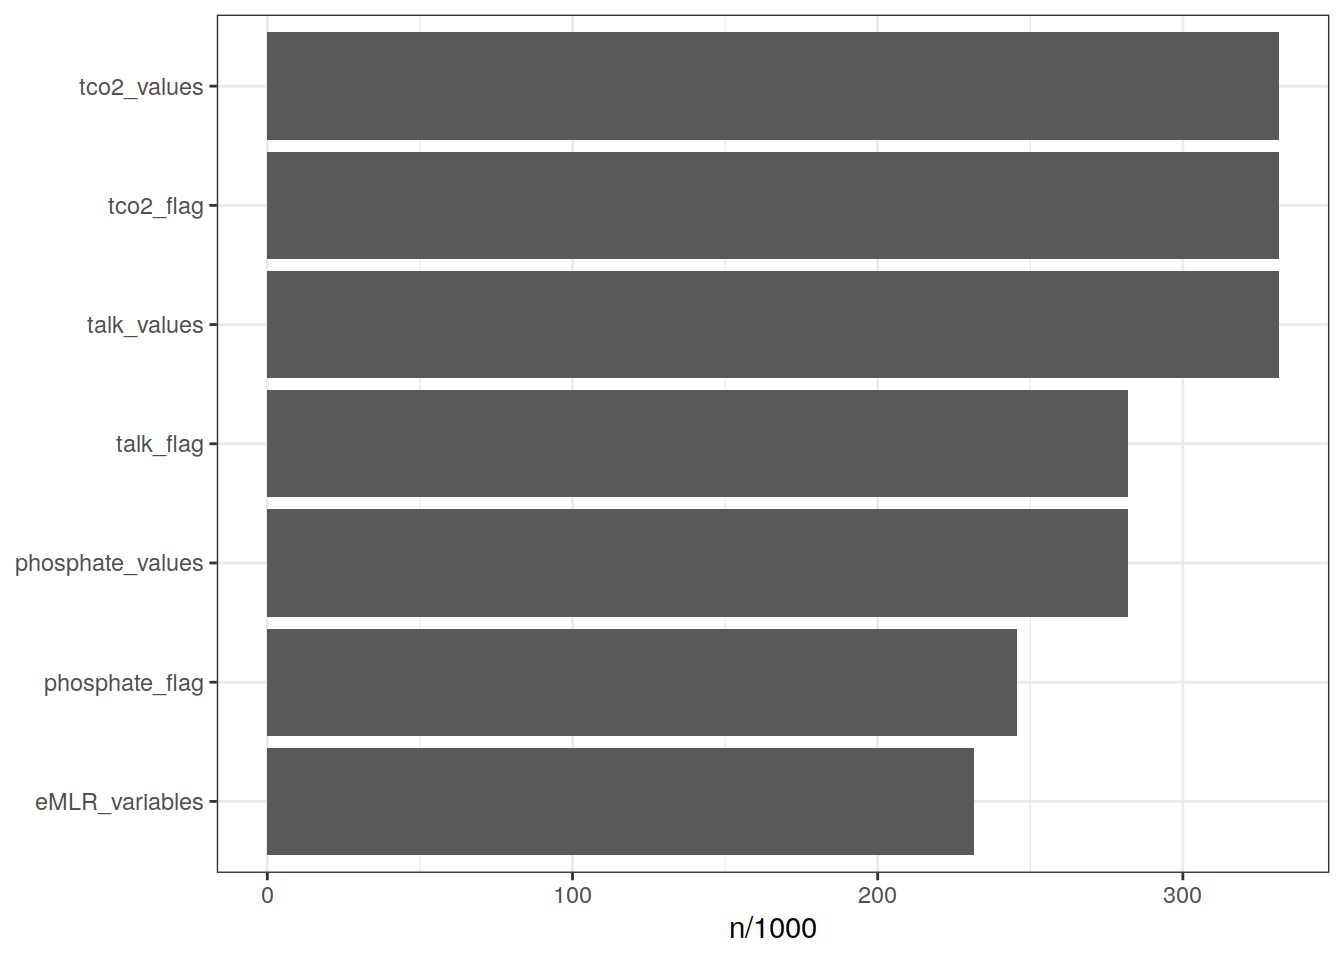 tco2_values
tco2_flag
talk_values
talk_flag
phosphate_values
phosphate_flag
eMLR_variables
0 100 200 300
n/1000